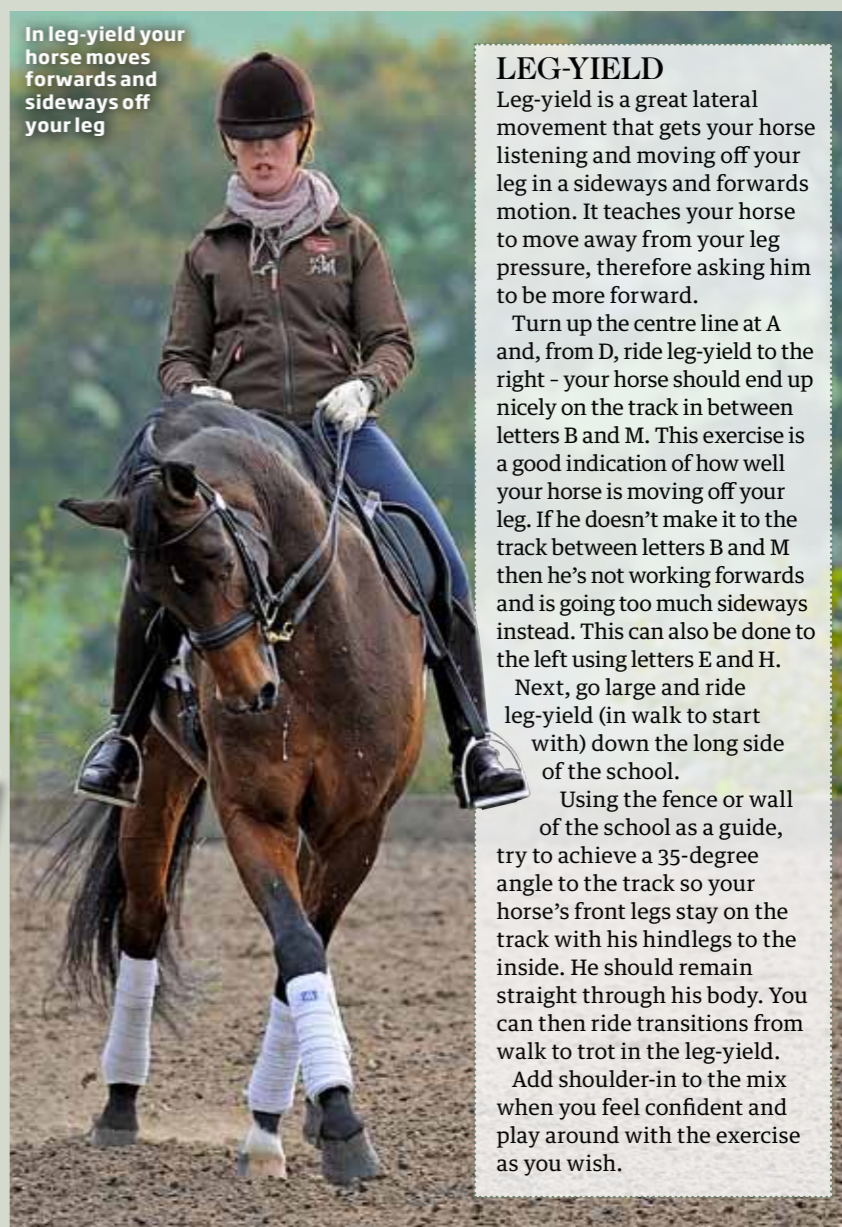 In leg-yield your
horse moves
forwards and
sideways off
your leg
LEG-YIELD
Leg-yield is a great lateral
movement that gets your horse
listening and moving off your
leg in a sideways and forwards
motion. It teaches your horse
to move away from your leg
pressure, therefore asking him
to be more forward.
Turn up the centre line at A
and, from D, ride leg-yield to the
right – your horse should end up
nicely on the track in between
letters B and M. This exercise is
a good indication of how well
your horse is moving off your
leg. If he doesn't make it to the
track between letters B and M
then he's not working forwards
and is going too much sideways
instead. This can also be done to
the left using letters E and H.
Next, go large and ride
leg-yield (in walk to start
with) down the long side
of the school.
Using the fence or wall
of the school as a guide,
try to achieve a 35-degree
angle to the track so your
horse's front legs stay on the
track with his hindlegs to the
inside. He should remain
straight through his body. You
can then ride transitions from
walk to trot in the leg-yield.
Add shoulder-in to the mix
when you feel confident and
play around with the exercise
as you wish.